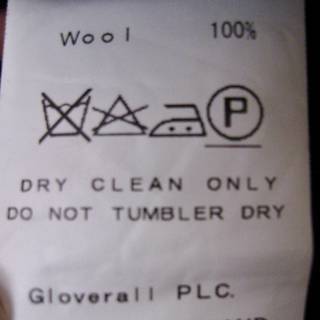 Wool 100%
P
DRY CLEAN ONLY
DO NOT TUMBLER DRY
Gloverall PLC.